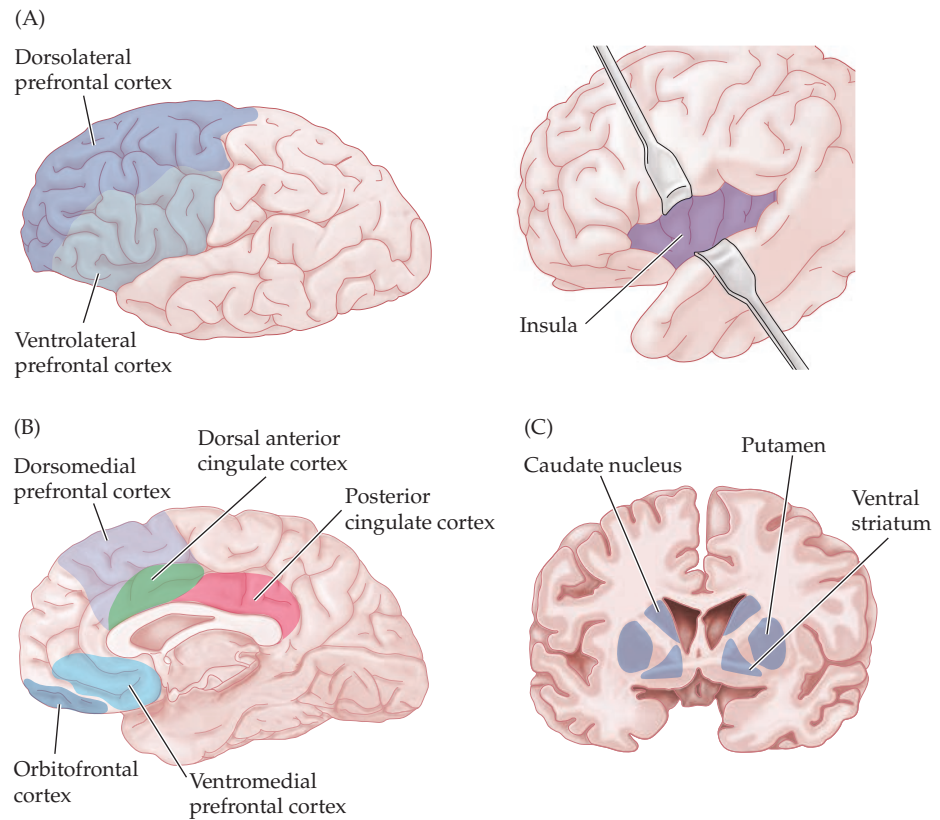 (A)
Dorsolateral
prefrontal cortex
Ventrolateral
prefrontal cortex
Insula
(B)
Dorsomedial
prefrontal cortex
Dorsal anterior
cingulate cortex
Posterior
cingulate cortex
Orbitofrontal
cortex
Ventromedial
prefrontal cortex
(C)
Caudate nucleus
Putamen
Ventral
striatum